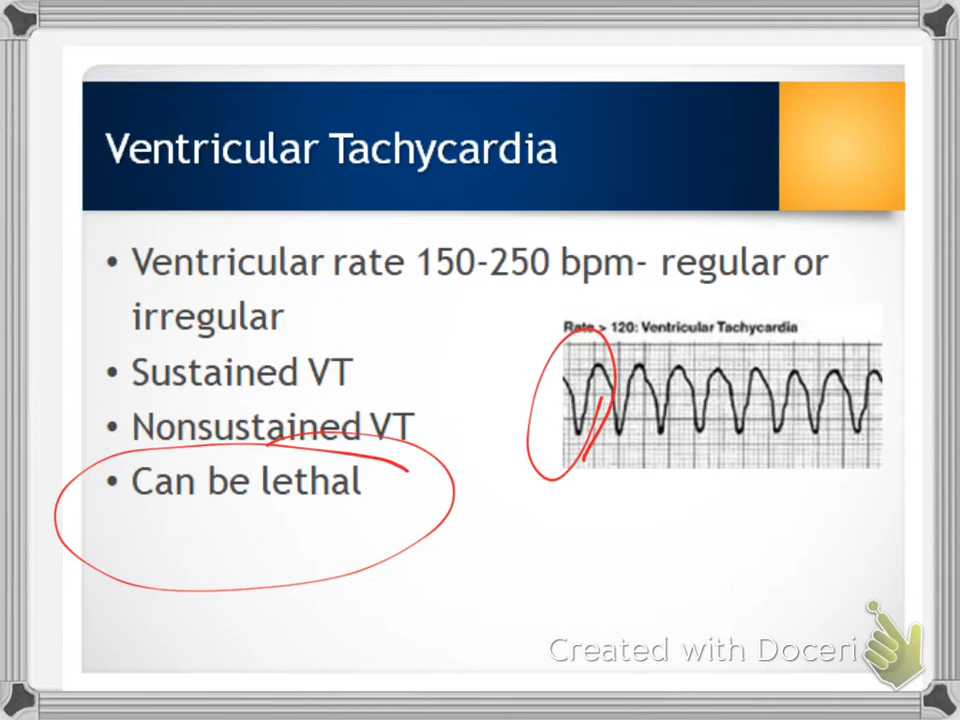 Ventricular Tachycardia
• Ventricular rate 150-250 bpm- regular or
irregular
Rate > 120: Ventricular Tachycardia
• Sustained VT
• Nonsustained VT
• Can be lethal
Created with Doceri